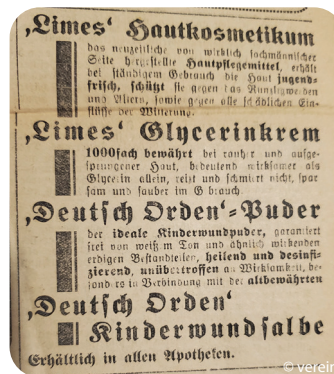 ‚Limes‘ Hautkosmetikum
das neuzeitliche von wirklich fachmännischer
Seite hergestellte Hautpflegemittel, erhält
bei ständigem Gebrauch die Haut jugend-
frisch, schützt sie gegen das Runzligwerden
und Altern, sowie gegen alle schädlichen Ein-
flüsse der Witterung.
‚Limes‘ Glycerinkrem
1000fach bewährt bei rauher und aufge-
sprungener Haut, bedeutend wirksamer als
Glycerin allein, reizt und schmiert nicht, spar
sam und sauber im Gebrauch.
‚Deutsch Orden‘-Puder
der ideale Kinderwundpuder, garantiert
frei von weißem Ton und ähnlich wirkenden
erdigen Bestandteilen, heilend und desinfi-
zierend, unübertroffen an Wirksamkeit, be-
sonders in Verbindung mit der altbewährten
‚Deutsch Orden‘
Kinderwundsalbe
Erhältlich in allen Apotheken.
© verein